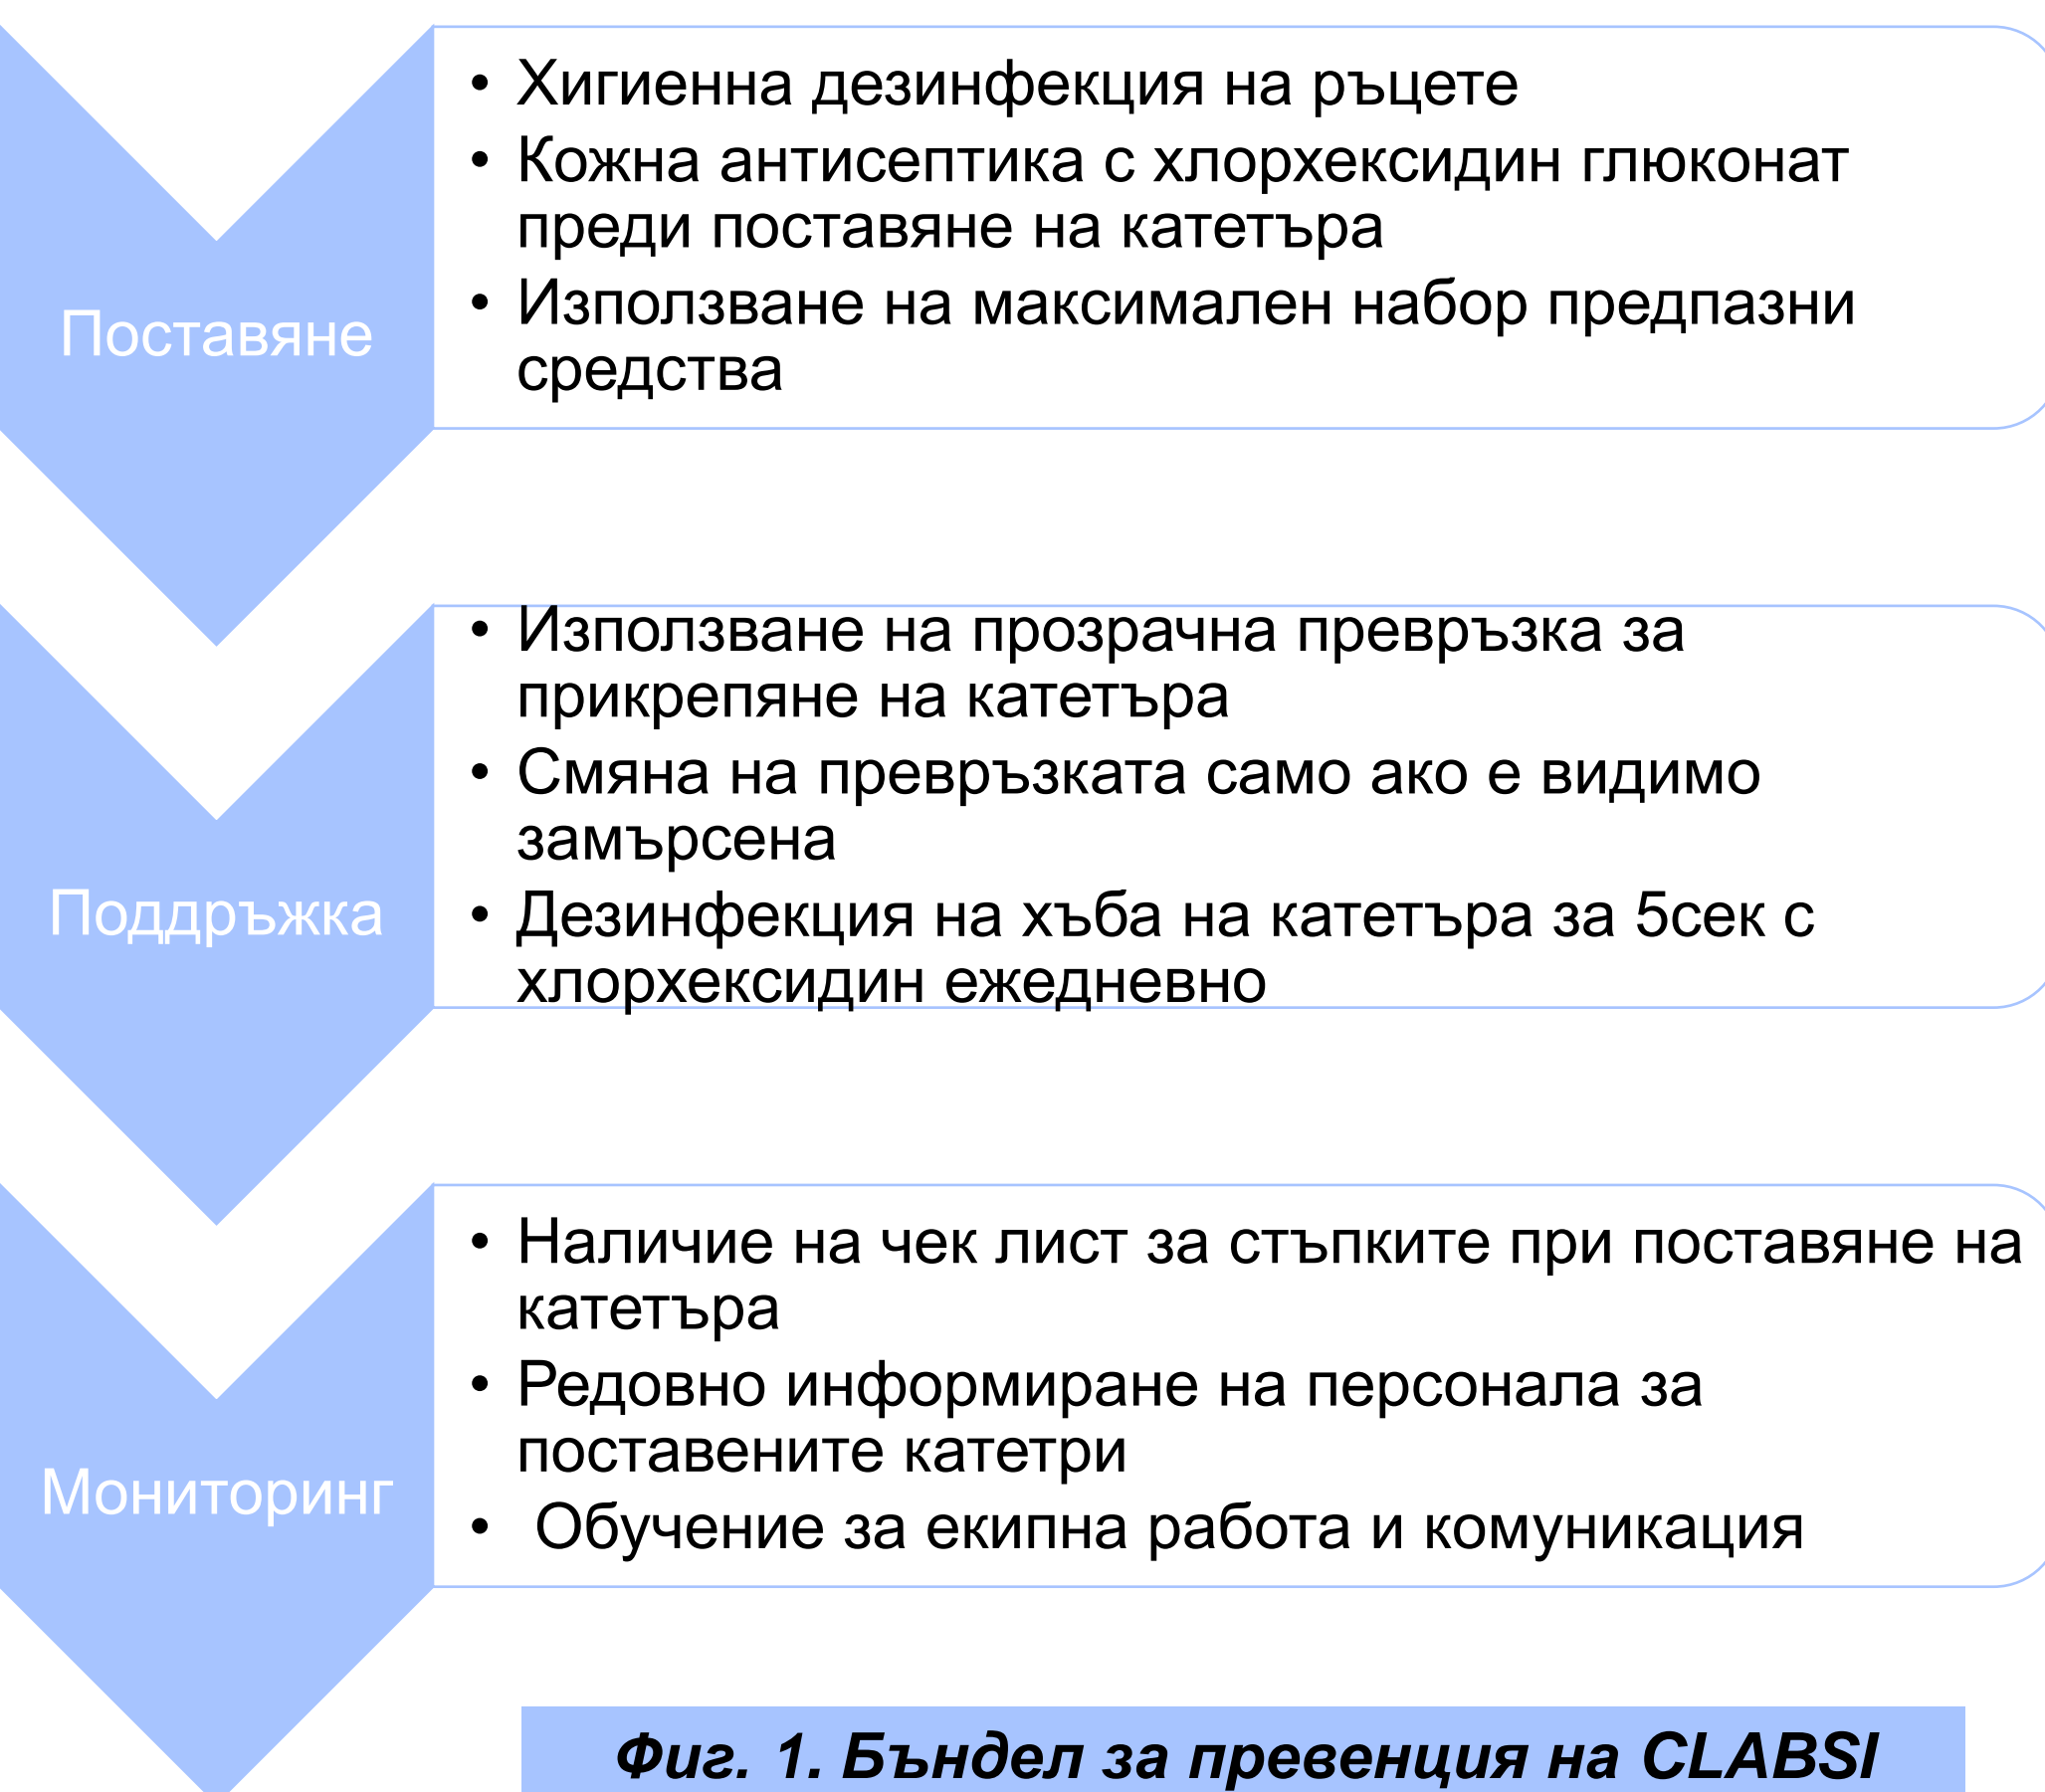 Поставяне
• Хигиенна дезинфекция на ръцете
• Кожна антисептика с хлорхексидин глюконат
преди поставяне на катетъра
• Използване на максимален набор предпазни
средства
Поддръжка
• Използване на прозрачна превръзка за
прикрепяне на катетъра
• Смяна на превръзката само ако е видимо
замърсена
• Дезинфекция на хъба на катетъра за 5сек с
хлорхексидин ежедневно
Мониторинг
• Наличие на чек лист за стъпките при поставяне на
катетъра
• Редовно информиране на персонала за
поставените катетри
• Обучение за екипна работа и комуникация
Фиг. 1. Бъндел за превенция на CLABSI